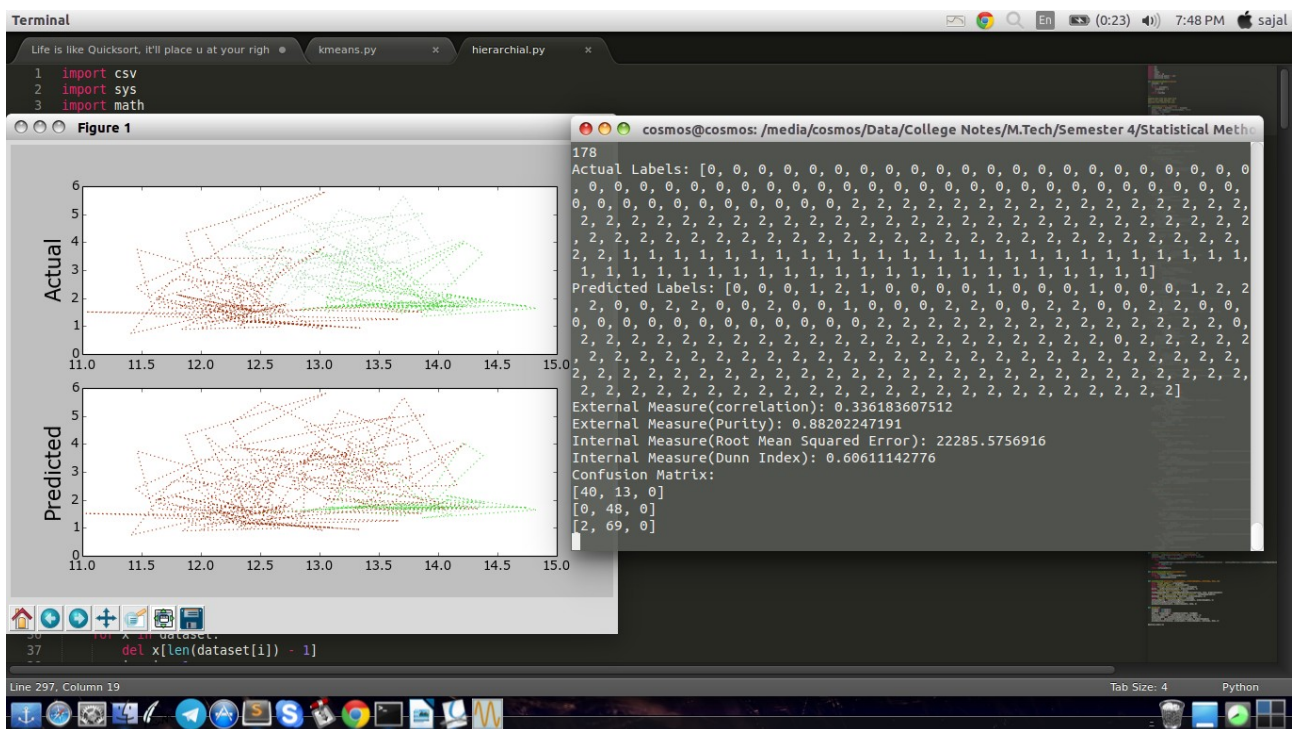 Terminal
En
(0:23)
7:48 PM
sajal
Life is like Quicksort, it'll place u at your righ
kmeans.py ×
hierarchial.py ×
1 import csv
2 import sys
3 import math
Figure 1
Actual
6
5
4
3
2
1
0
11.0 11.5 12.0 12.5 13.0 13.5 14.0 14.5 15.0
Predicted
6
5
4
3
2
1
0
11.0 11.5 12.0 12.5 13.0 13.5 14.0 14.5 15.0
cosmos@cosmos: /media/cosmos/Data/College Notes/M.Tech/Semester 4/Statistical Metho
178
Actual Labels: [0, 0, 0, 0, 0, 0, 0, 0, 0, 0, 0, 0, 0, 0, 0, 0, 0, 0, 0, 0, 0, 0
, 0, 0, 0, 0, 0, 0, 0, 0, 0, 0, 0, 0, 0, 0, 0, 0, 0, 0, 0, 0, 0, 0, 0, 0, 0, 0,
0, 0, 0, 0, 0, 0, 0, 0, 0, 0, 0, 2, 2, 2, 2, 2, 2, 2, 2, 2, 2, 2, 2, 2, 2, 2, 2,
2, 2, 2, 2, 2, 2, 2, 2, 2, 2, 2, 2, 2, 2, 2, 2, 2, 2, 2, 2, 2, 2, 2, 2, 2, 2, 2
, 2, 2, 2, 2, 2, 2, 2, 2, 2, 2, 2, 2, 2, 2, 2, 2, 2, 2, 2, 2, 2, 2, 2, 2, 2, 2,
2, 2, 1, 1, 1, 1, 1, 1, 1, 1, 1, 1, 1, 1, 1, 1, 1, 1, 1, 1, 1, 1, 1, 1, 1, 1, 1,
1, 1, 1, 1, 1, 1, 1, 1, 1, 1, 1, 1, 1, 1, 1, 1, 1, 1, 1, 1, 1, 1, 1]
Predicted Labels: [0, 0, 0, 1, 2, 1, 0, 0, 0, 0, 1, 0, 0, 0, 1, 0, 0, 0, 1, 2, 2
, 2, 0, 0, 2, 2, 0, 0, 2, 0, 0, 1, 0, 0, 0, 2, 2, 0, 0, 2, 2, 0, 0, 2, 2, 0, 0,
0, 0, 0, 0, 0, 0, 0, 0, 0, 0, 0, 0, 2, 2, 2, 2, 2, 2, 2, 2, 2, 2, 2, 2, 2, 2, 0,
2, 2, 2, 2, 2, 2, 2, 2, 2, 2, 2, 2, 2, 2, 2, 2, 2, 2, 2, 2, 2, 0, 2, 2, 2, 2, 2
, 2, 2, 2, 2, 2, 2, 2, 2, 2, 2, 2, 2, 2, 2, 2, 2, 2, 2, 2, 2, 2, 2, 2, 2, 2, 2,
2, 2, 2, 2, 2, 2, 2, 2, 2, 2, 2, 2, 2, 2, 2, 2, 2, 2, 2, 2, 2, 2, 2, 2, 2, 2, 2,
2, 2, 2, 2, 2, 2, 2, 2, 2, 2, 2, 2, 2, 2, 2, 2, 2, 2, 2, 2, 2, 2, 2, 2]
External Measure(correlation): 0.336183607512
External Measure(Purity): 0.88202247191
Internal Measure(Root Mean Squared Error): 22285.5756916
Internal Measure(Dunn Index): 0.60611142776
Confusion Matrix:
[40, 13, 0]
[0, 48, 0]
[2, 69, 0]
for x in dataset:
37 del x[len(dataset[i]) - 1]
Line 297, Column 19
Tab Size: 4
Python